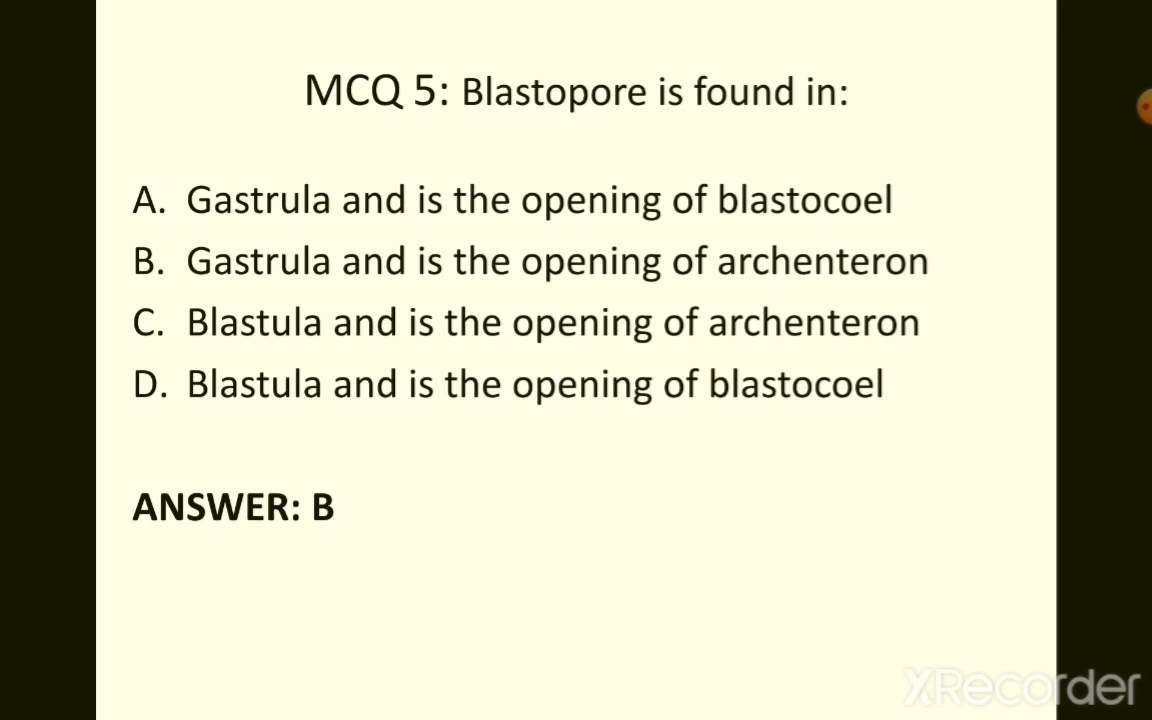 MCQ 5: Blastopore is found in:
A. Gastrula and is the opening of blastocoel
B. Gastrula and is the opening of archenteron
C. Blastula and is the opening of archenteron
D. Blastula and is the opening of blastocoel
ANSWER: B
XRecorder